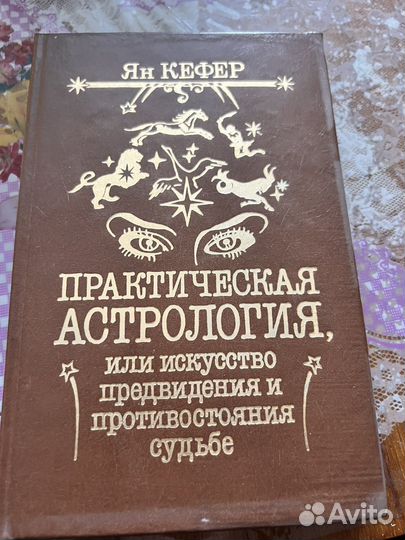 Ян КЕФЕР
ПРАКТИЧЕСКАЯ
АСТРОЛОГИЯ,
или искусство
предвидения и
противостояния
судьбе
Avito